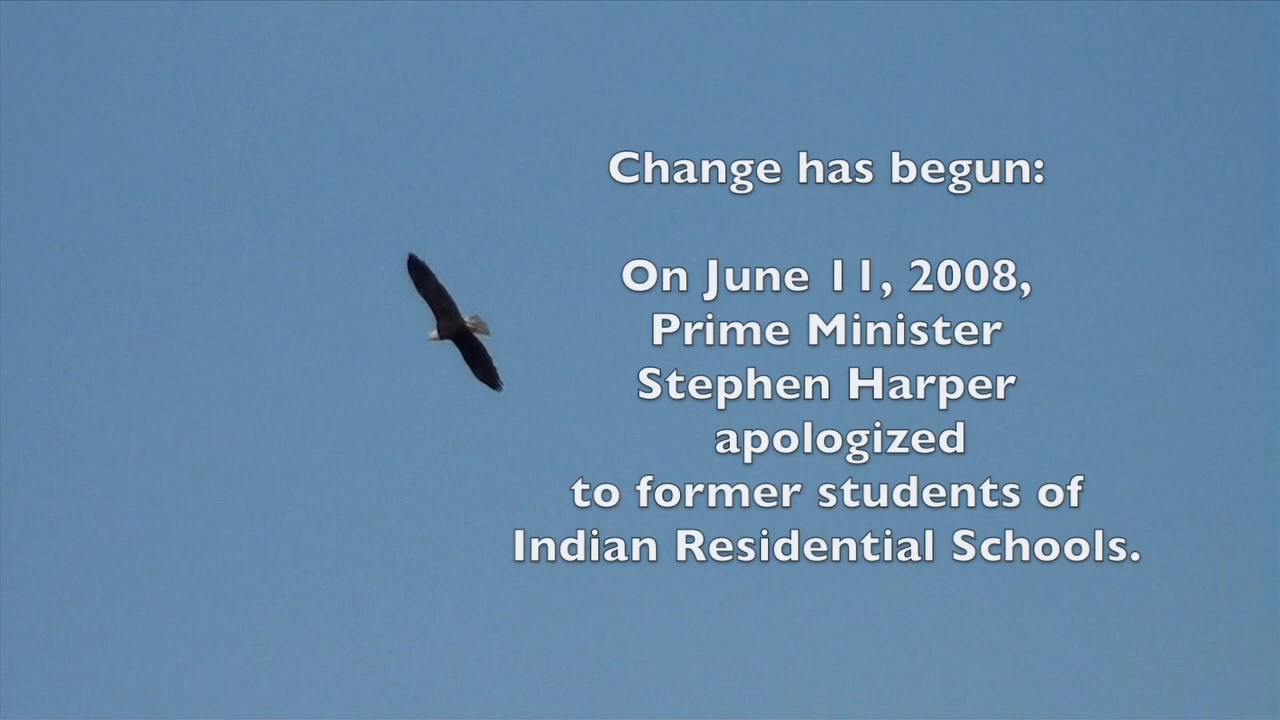 Change has begun:
On June 11, 2008,
Prime Minister
Stephen Harper
apologized
to former students of
Indian Residential Schools.